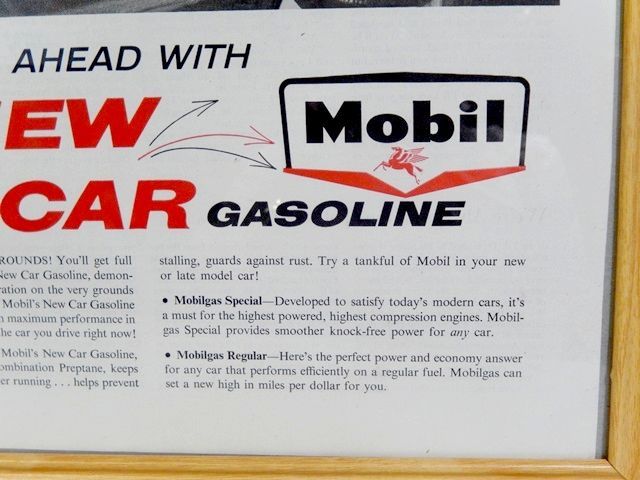 AHEAD WITH
EW
CAR GASOLINE
Mobil
ROUNDS! You'll get full
New Car Gasoline, demon-
ration on the very grounds
Mobil's New Car Gasoline
maximum performance in
he car you drive right now!
Mobil's New Car Gasoline,
ombination Preptane, keeps
er running . . . helps prevent
stalling, guards against rust. Try a tankful of Mobil in your new
or late model car!
• Mobilgas Special—Developed to satisfy today's modern cars, it's
a must for the highest powered, highest compression engines. Mobil-
gas Special provides smoother knock-free power for any car.
• Mobilgas Regular—Here's the perfect power and economy answer
for any car that performs efficiently on a regular fuel. Mobilgas can
set a new high in miles per dollar for you.